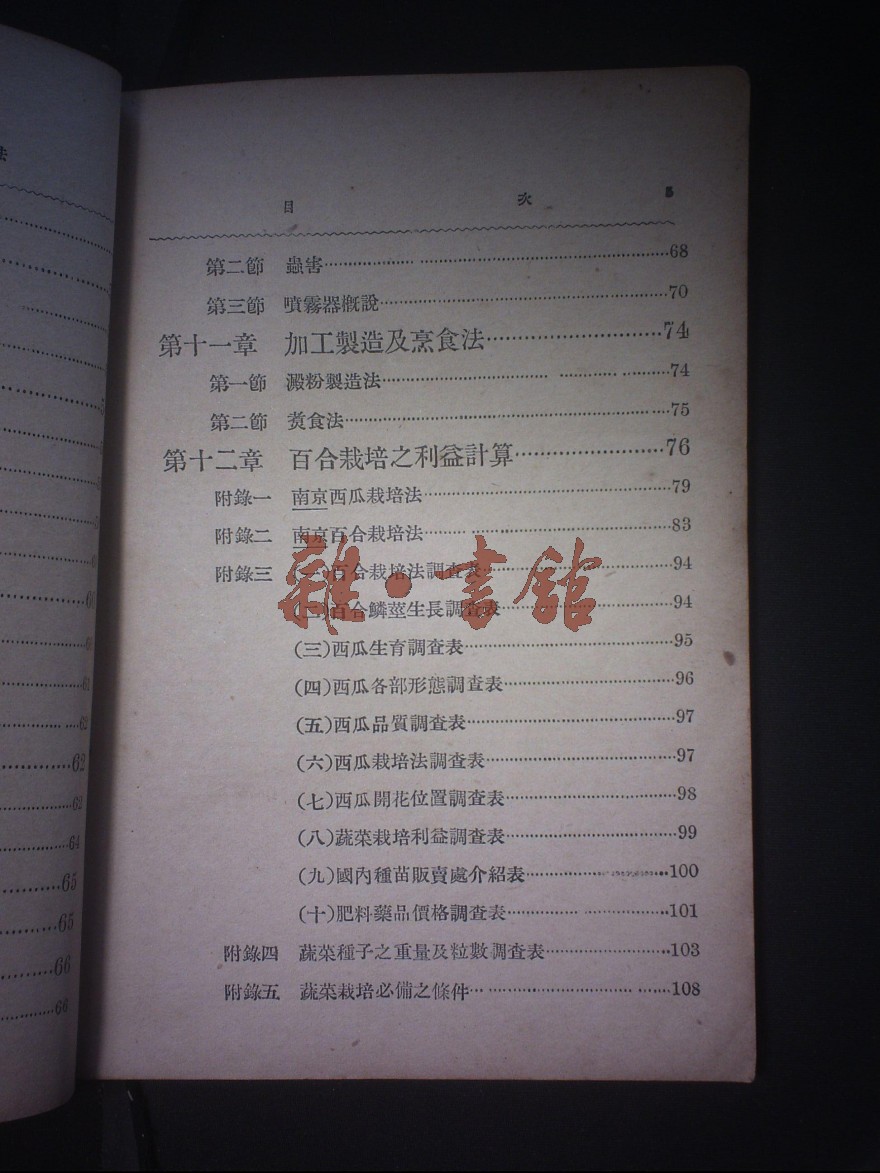 目次 5
第二節 蟲害 68
第三節 噴霧器概說 70
第十一章 加工製造及烹食法 74
第一節 澱粉製造法 74
第二節 煑食法 75
第十二章 百合栽培之利益計算 76
附錄一 南京西瓜栽培法 79
附錄二 南京百合栽培法 83
附錄三 (一)百合栽培法調查表 94
(二)百合鱗莖生長調查表 94
(三)西瓜生育調查表 95
(四)西瓜各部形態調查表 96
(五)西瓜品質調查表 97
(六)西瓜栽培法調查表 97
(七)西瓜開花位置調查表 98
(八)蔬菜栽培利益調查表 99
(九)國內種苗販賣處介紹表 100
(十)肥料藥品價格調查表 101
附錄四 蔬菜種子之重量及粒數調查表 103
附錄五 蔬菜栽培必備之條件 108
雜·書館
法
62
62
64
65
65
66
66